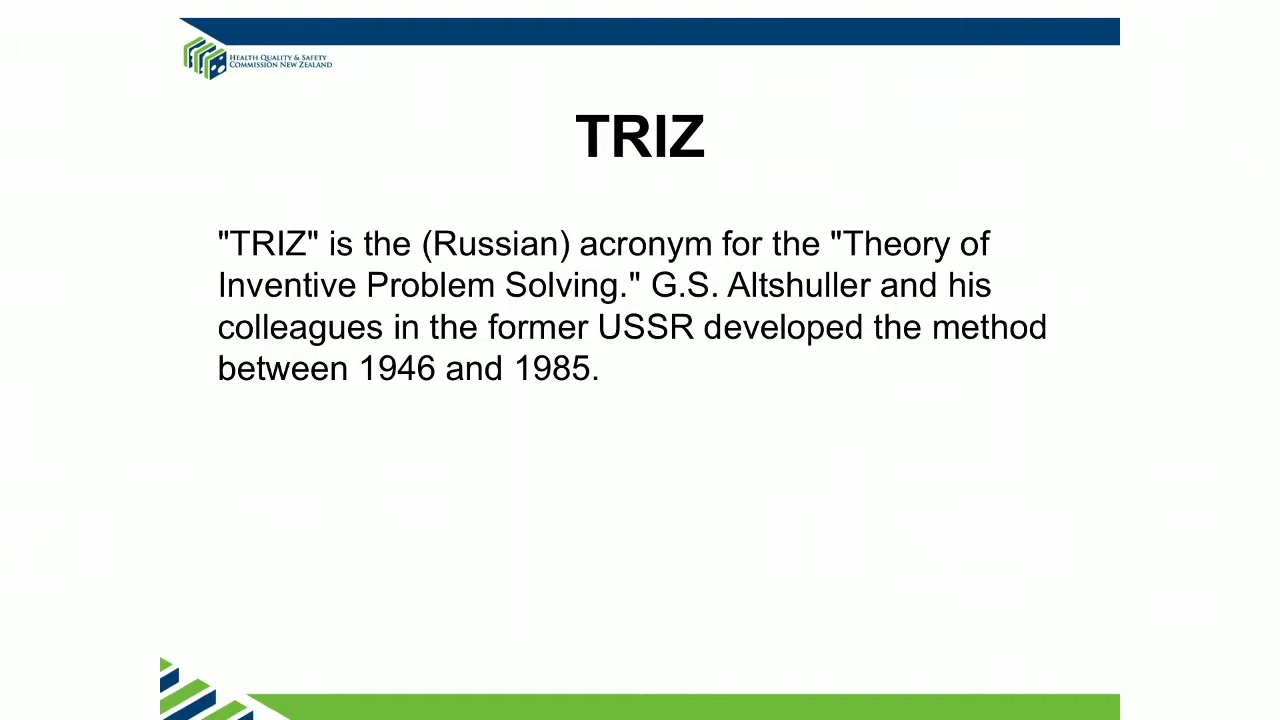 HEALTH QUALITY & SAFETY
COMMISSION NEW ZEALAND
TRIZ
"TRIZ" is the (Russian) acronym for the "Theory of
Inventive Problem Solving." G.S. Altshuller and his
colleagues in the former USSR developed the method
between 1946 and 1985.